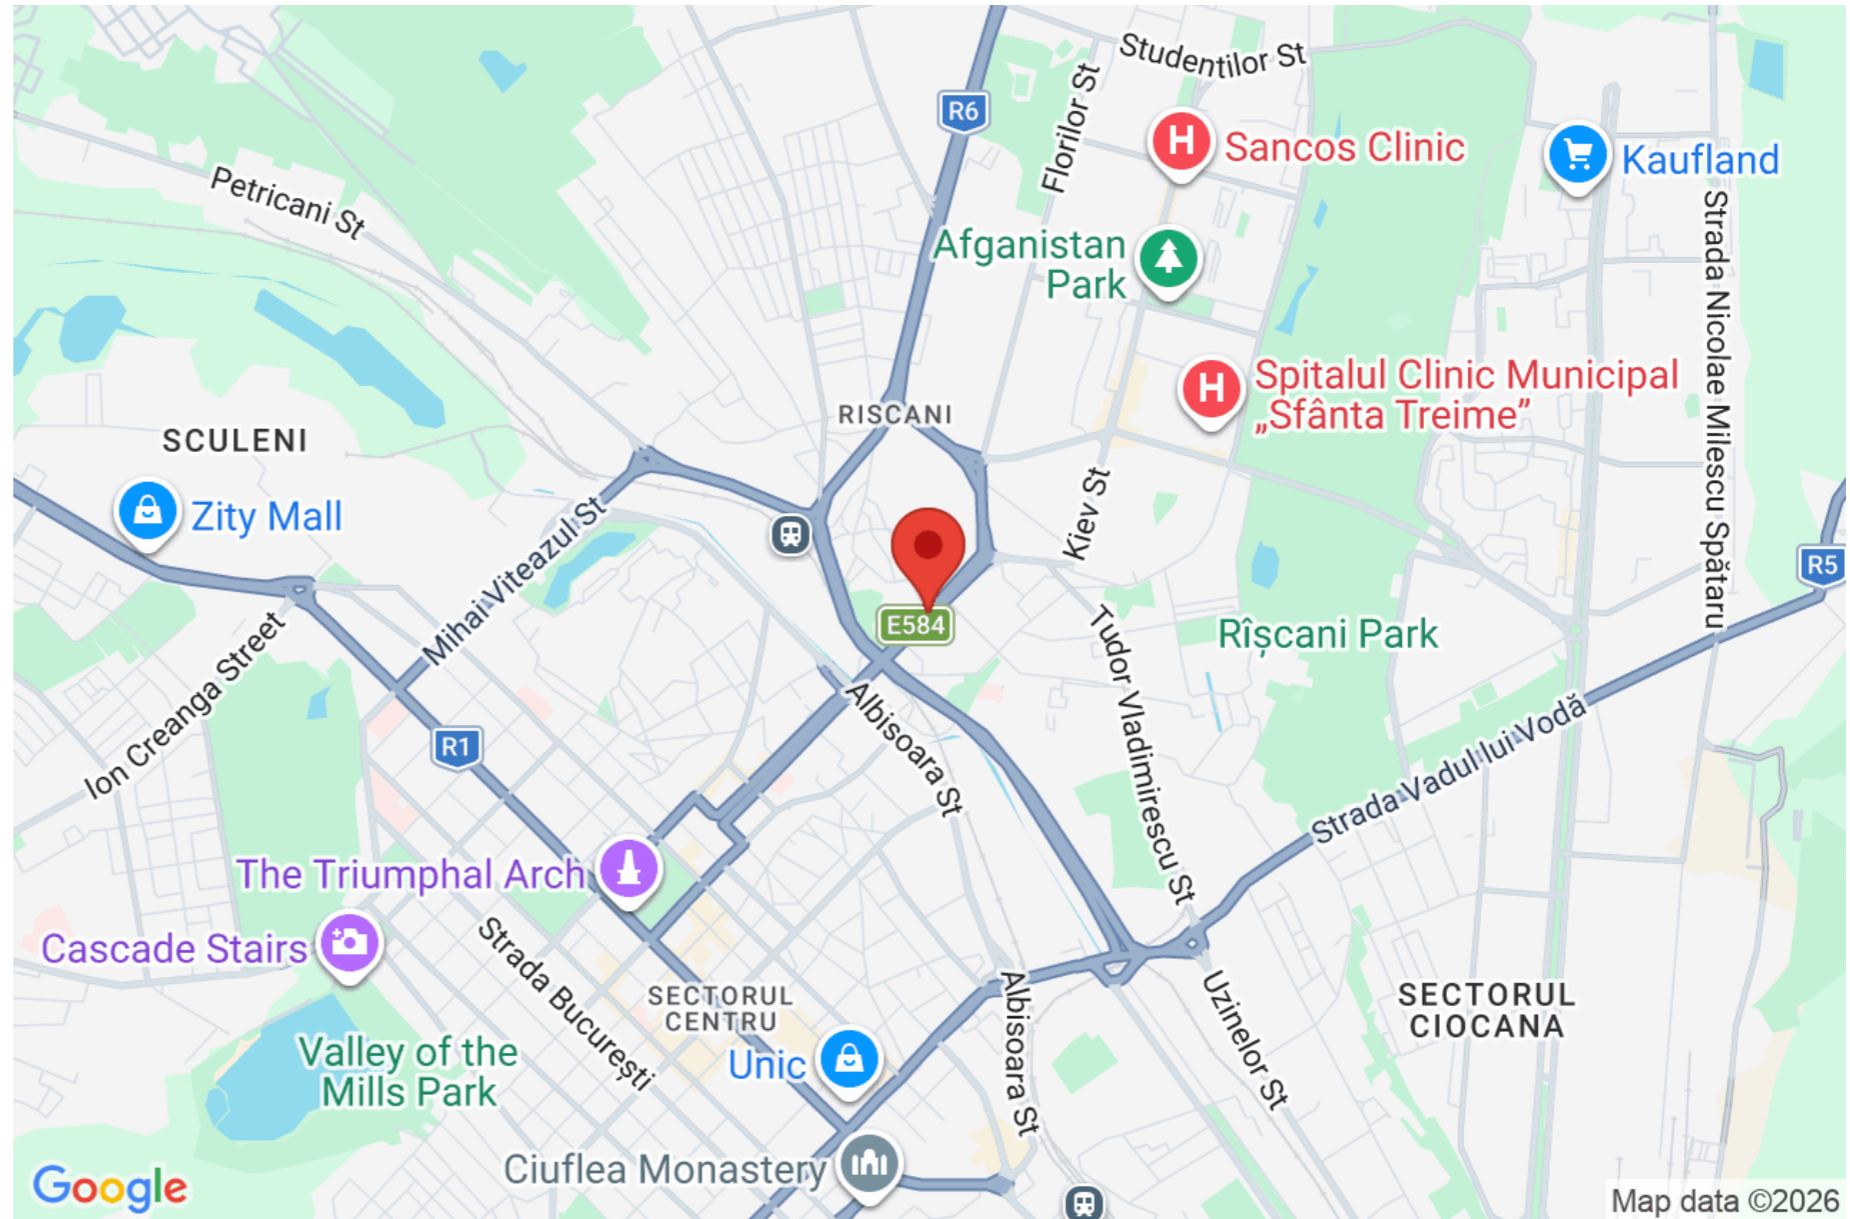 Studentilor St
R6
Florilor St
Sancos Clinic
Kaufland
Petricani St
Afganistan
Park
Strada Nicolae Milescu Spătaru
Spitalul Clinic Municipal
„Sfânta Treime”
RISCANI
SCULENI
Zity Mall
Mihai Viteazul St
Kiev St
R5
E584
Ion Creanga Street
Tudor Vladimirescu St
Rîșcani Park
R1
Albisoara St
Strada Vadul lui Vodă
The Triumphal Arch
Cascade Stairs
Strada București
SECTORUL
CENTRU
Albisoara St
Uzinelor St
SECTORUL
CIOCANA
Valley of the
Mills Park
Unic
Ciuflea Monastery
Google
Map data ©2026